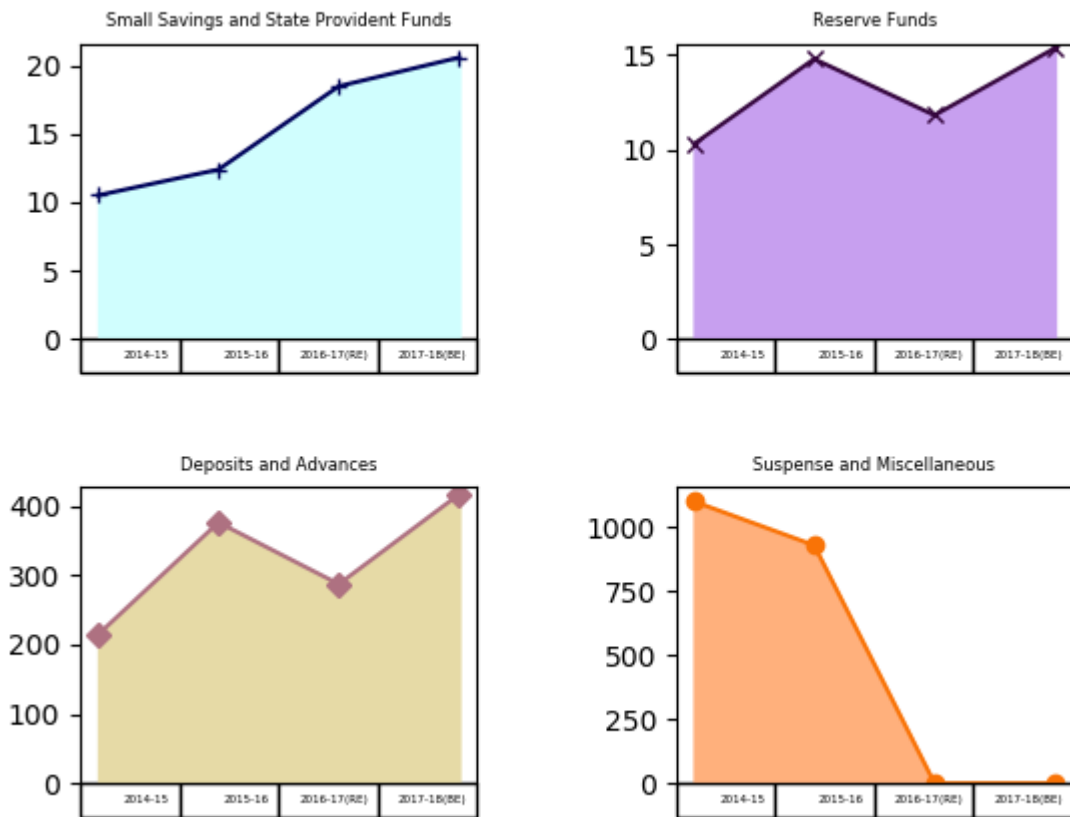 Small Savings and State Provident Funds
20
15
10
5
0
2014-15 2015-16 2016-17(RE) 2017-18(BE)
Reserve Funds
15
10
5
0
2014-15 2015-16 2016-17(RE) 2017-18(BE)
Deposits and Advances
400
300
200
100
0
2014-15 2015-16 2016-17(RE) 2017-18(BE)
Suspense and Miscellaneous
1000
750
500
250
0
2014-15 2015-16 2016-17(RE) 2017-18(BE)